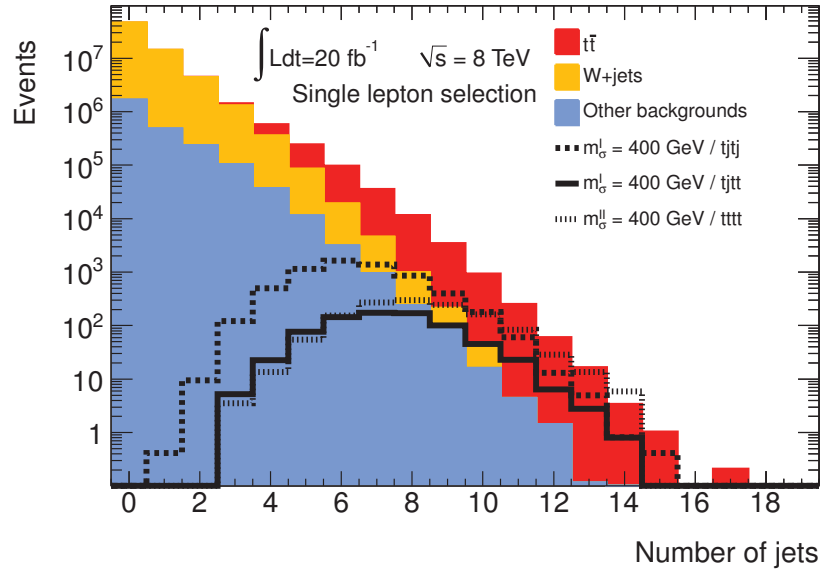 Events
10⁷
10⁶
10⁵
10⁴
10³
10²
10
1
∫ Ldt=20 fb⁻¹ √s = 8 TeV
Single lepton selection
tt̄
W+jets
Other backgrounds
mᴵσ = 400 GeV / tjtj
mᴵσ = 400 GeV / tjtt
mᴵᴵσ = 400 GeV / tttt
0 2 4 6 8 10 12 14 16 18
Number of jets